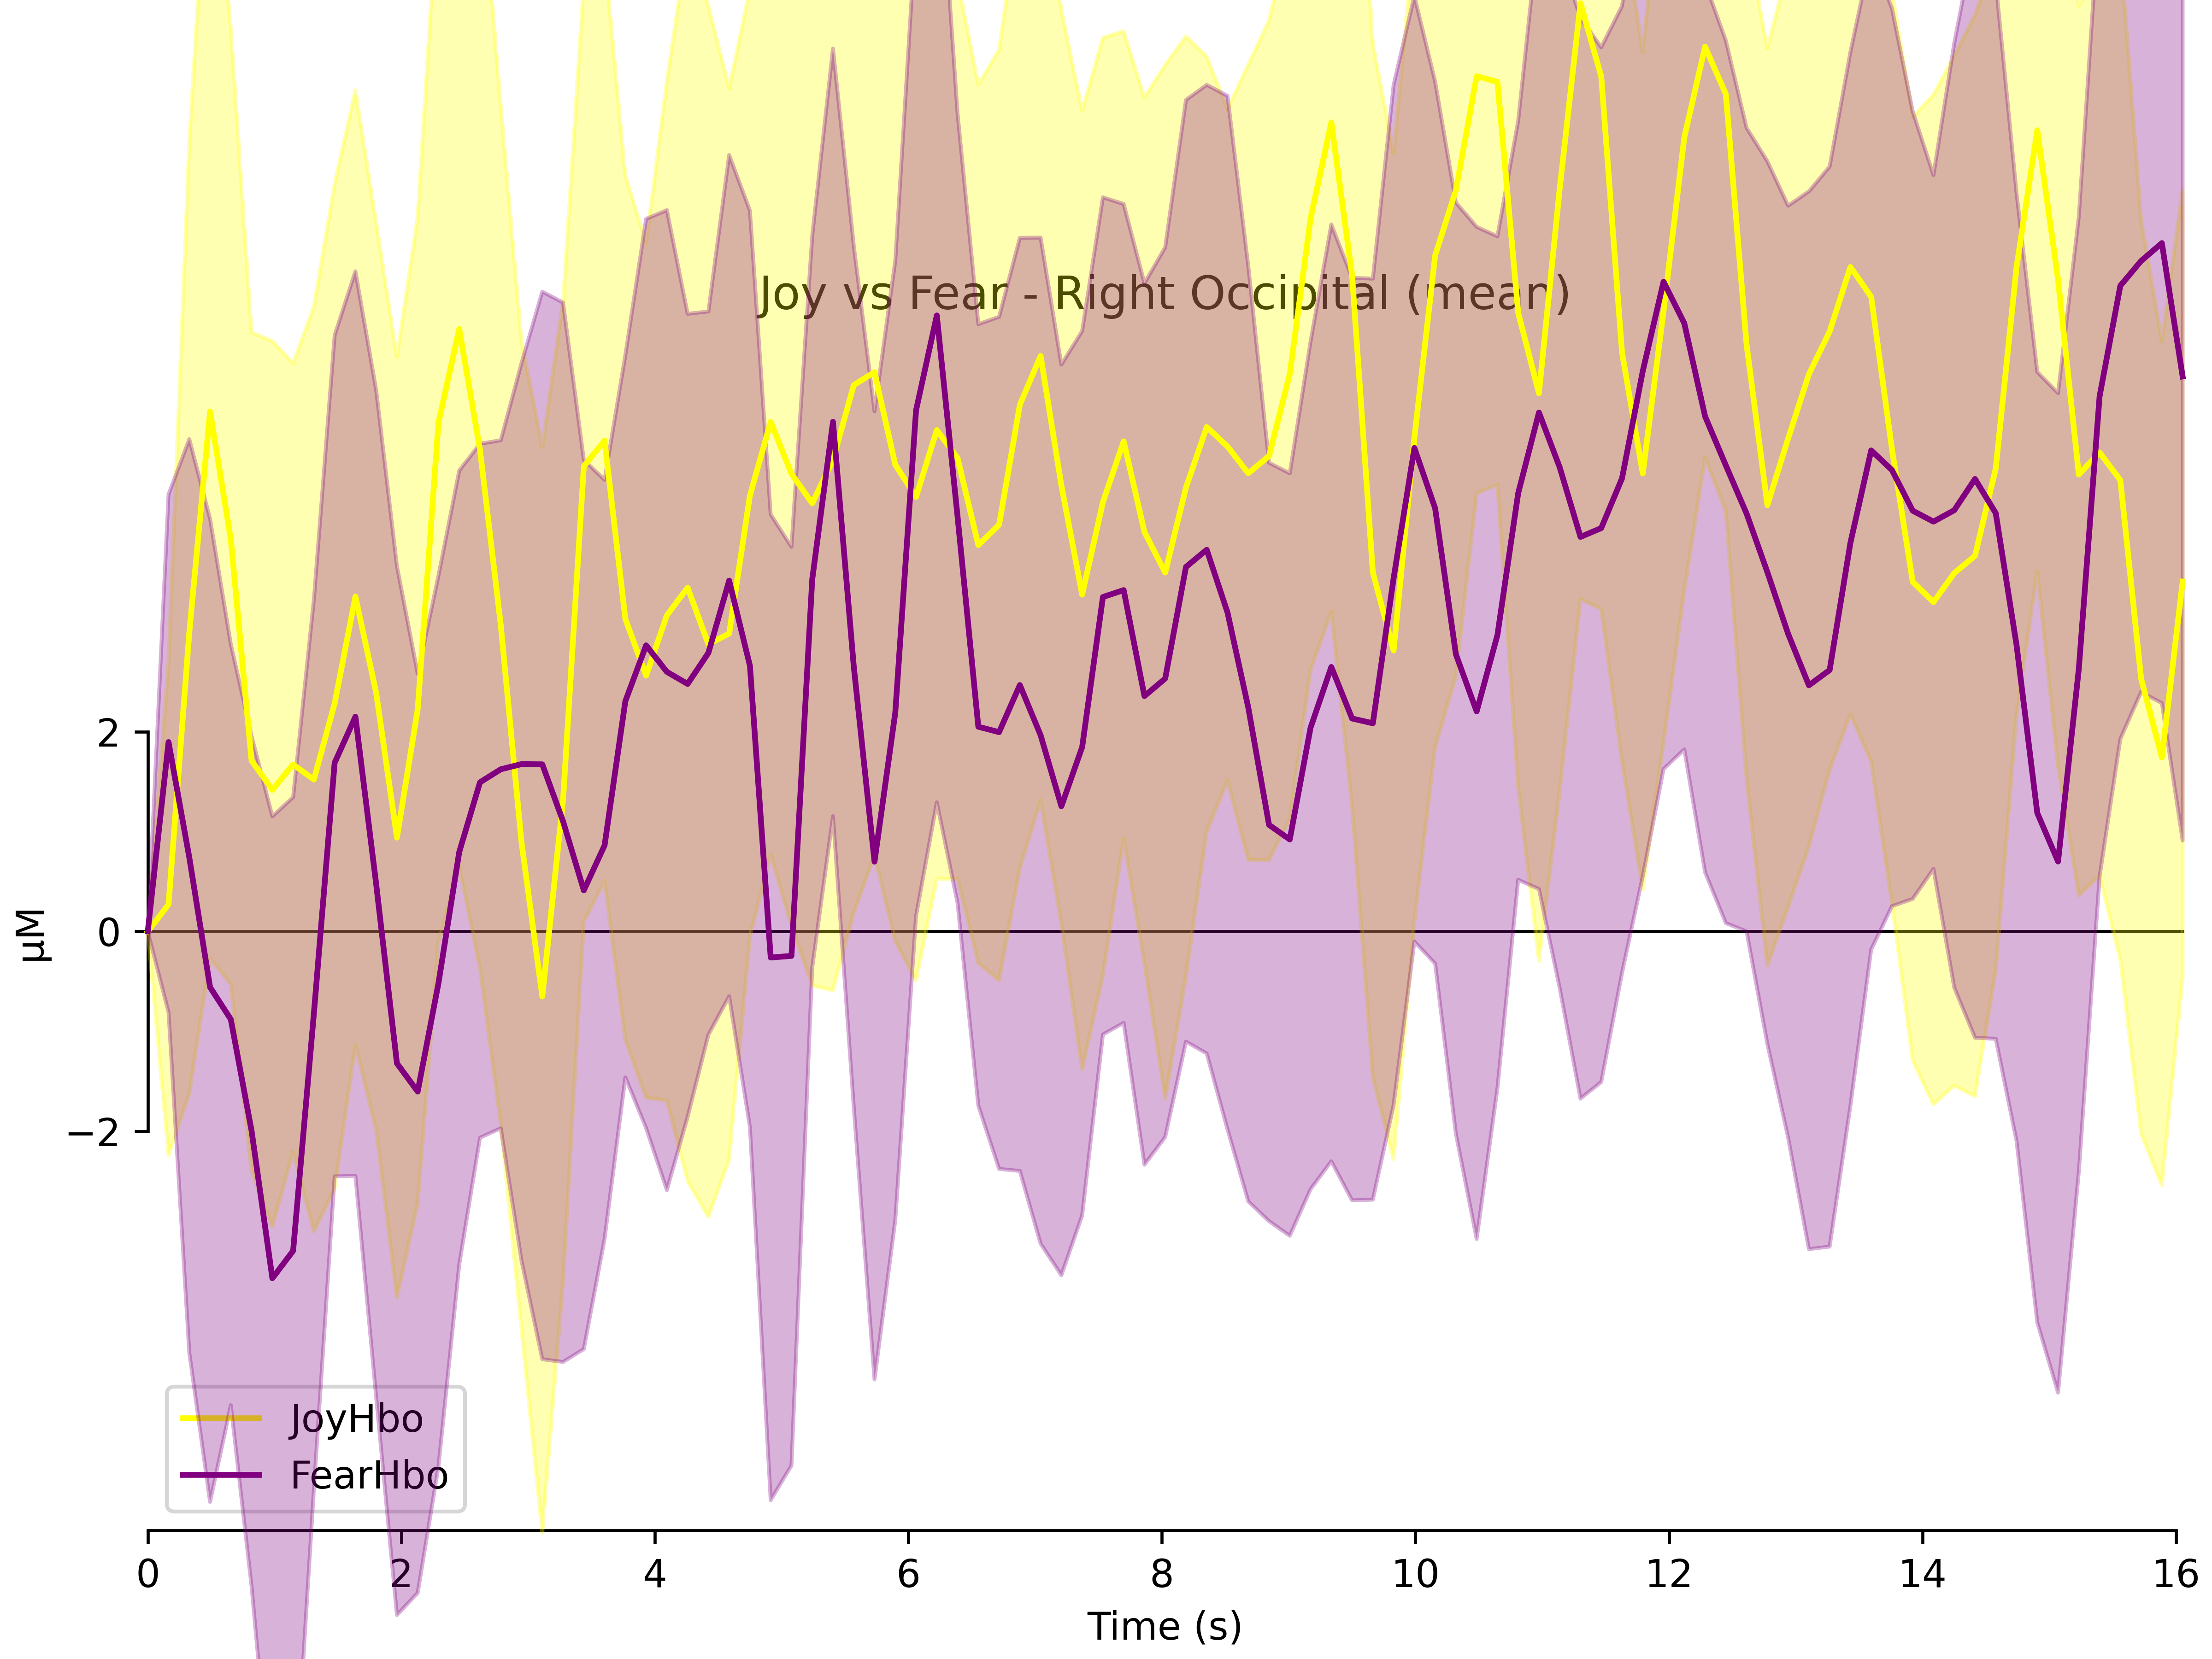 Joy vs Fear - Right Occipital (mean)
2
0
−2
µM
JoyHbo
FearHbo
0 2 4 6 8 10 12 14 16
Time (s)